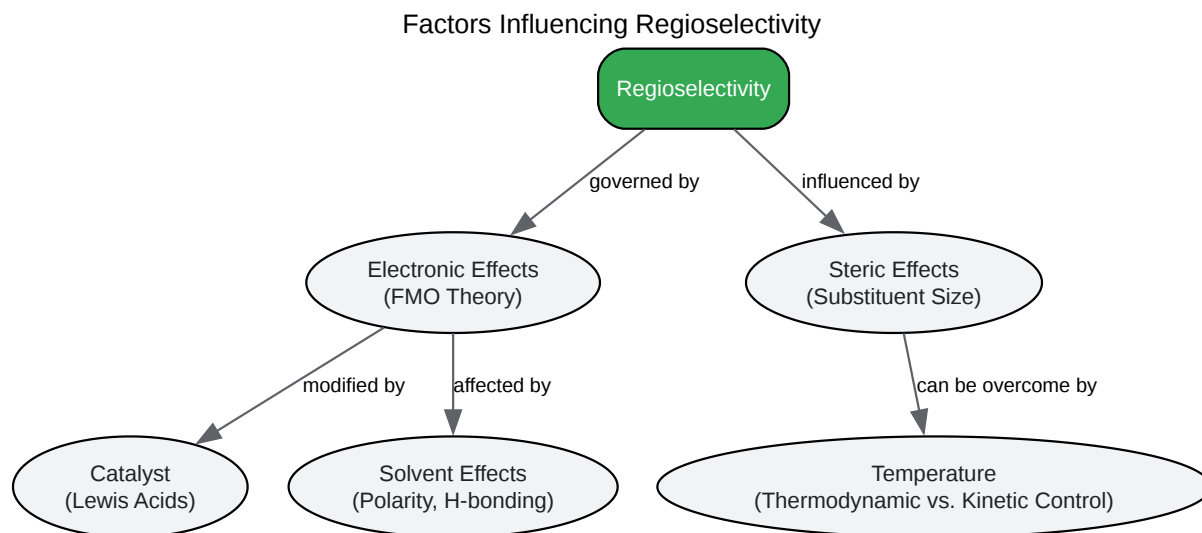 Factors Influencing Regioselectivity
Regioselectivity
governed by
influenced by
Electronic Effects
(FMO Theory)
Steric Effects
(Substituent Size)
modified by
affected by
can be overcome by
Catalyst
(Lewis Acids)
Solvent Effects
(Polarity, H-bonding)
Temperature
(Thermodynamic vs. Kinetic Control)